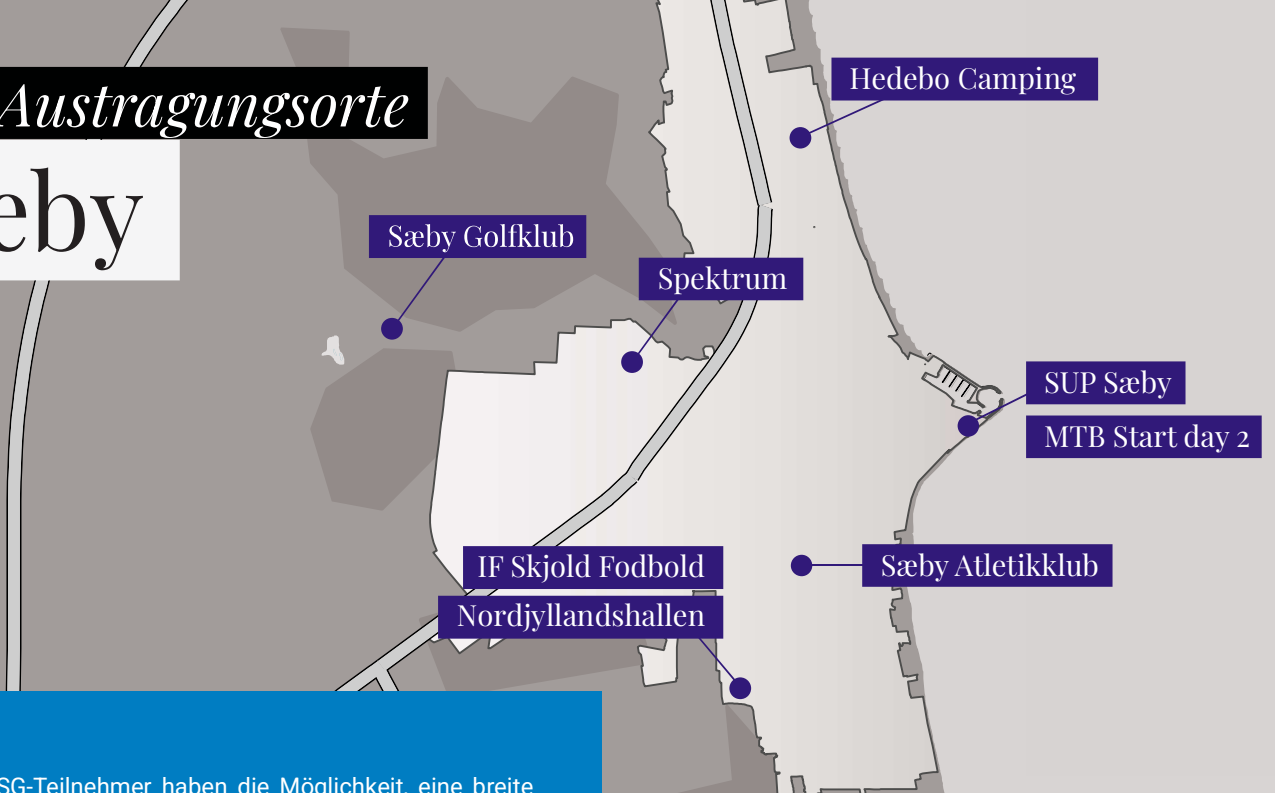 Austragungsorte
eby
Hedebo Camping
Sæby Golfklub
Spektrum
SUP Sæby
MTB Start day 2
IF Skjold Fodbold
Sæby Atletikklub
Nordjyllandshallen
SG-Teilnehmer haben die Möglichkeit, eine breite